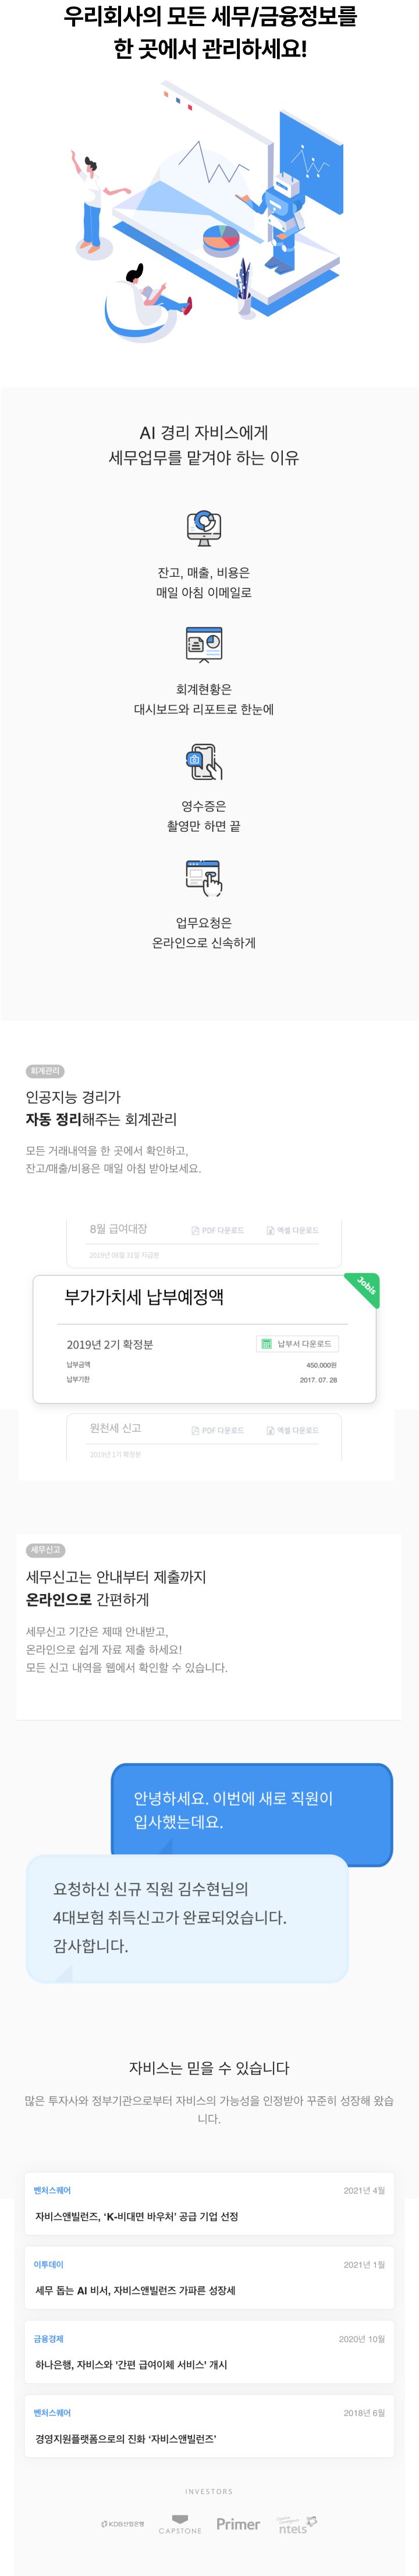 우리회사의 모든 세무/금융정보를
한 곳에서 관리하세요!
AI 경리 자비스에게
세무업무를 맡겨야 하는 이유
잔고, 매출, 비용은
매일 아침 이메일로
회계현황은
대시보드와 리포트로 한눈에
영수증은
촬영만 하면 끝
업무요청은
온라인으로 신속하게
회계관리
인공지능 경리가
자동 정리해주는 회계관리
모든 거래내역을 한 곳에서 확인하고,
잔고/매출/비용은 매일 아침 받아보세요.
8월 급여대장 PDF 다운로드 엑셀 다운로드
2019년 08월 31일 지급분
Jobis
부가가치세 납부예정액
2019년 2기 확정분 납부서 다운로드
납부금액 450,000원
납부기한 2017. 07. 28
원천세 신고 PDF 다운로드 엑셀 다운로드
2019년 1기 확정분
세무신고
세무신고는 안내부터 제출까지
온라인으로 간편하게
세무신고 기간은 제때 안내받고,
온라인으로 쉽게 자료 제출 하세요!
모든 신고 내역을 웹에서 확인할 수 있습니다.
안녕하세요. 이번에 새로 직원이
입사했는데요.
요청하신 신규 직원 김수현님의
4대보험 취득신고가 완료되었습니다.
감사합니다.
자비스는 믿을 수 있습니다
많은 투자사와 정부기관으로부터 자비스의 가능성을 인정받아 꾸준히 성장해 왔습
니다.
벤처스퀘어 2021년 4월
자비스앤빌런즈, ‘K-비대면 바우처’ 공급 기업 선정
이투데이 2021년 1월
세무 돕는 AI 비서, 자비스앤빌런즈 가파른 성장세
금융경제 2020년 10월
하나은행, 자비스와 '간편 급여이체 서비스' 개시
벤처스퀘어 2018년 6월
경영지원플랫폼으로의 진화 ‘자비스앤빌런즈’
INVESTORS
KDB산업은행 CAPSTONE Primer ntels